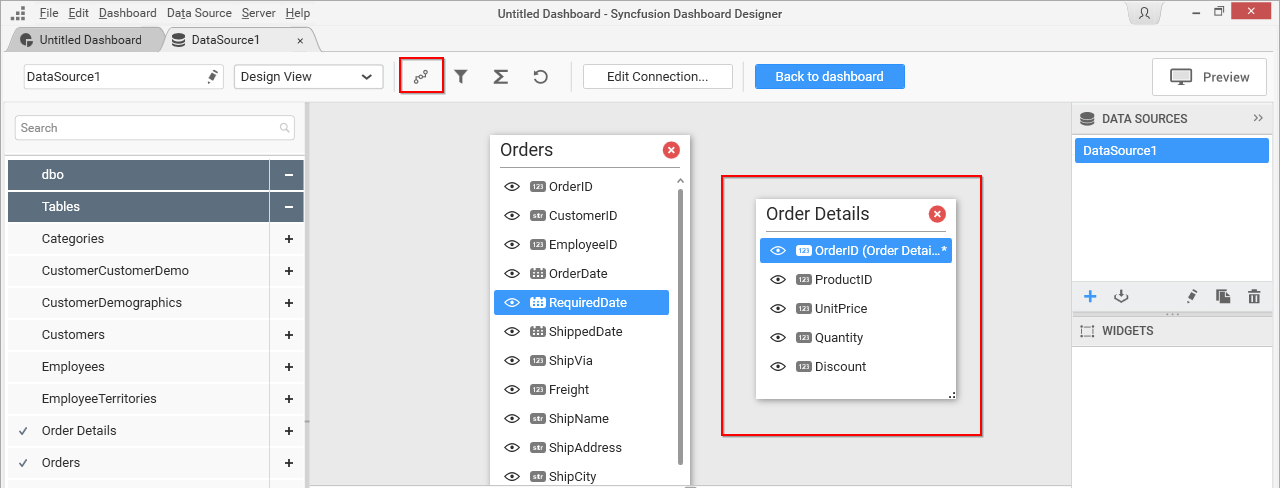 File Edit Dashboard Data Source Server Help
Untitled Dashboard - Syncfusion Dashboard Designer
Untitled Dashboard
DataSource1
DataSource1
Design View
Edit Connection...
Back to dashboard
Preview
Search
dbo
Tables
Categories
CustomerCustomerDemo
CustomerDemographics
Customers
Employees
EmployeeTerritories
Order Details
Orders
Orders
123 OrderID
str CustomerID
123 EmployeeID
OrderDate
RequiredDate
ShippedDate
123 ShipVia
123 Freight
str ShipName
str ShipAddress
str ShipCity
Order Details
123 OrderID (Order Detai...*
123 ProductID
123 UnitPrice
123 Quantity
123 Discount
DATA SOURCES
DataSource1
WIDGETS